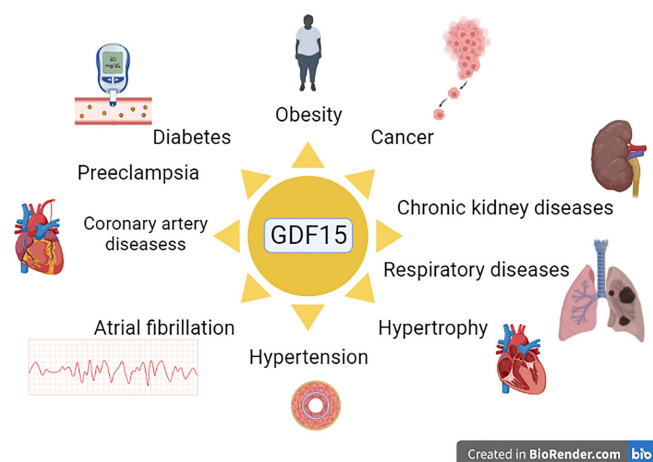 Obesity
Diabetes
Cancer
Preeclampsia
Chronic kidney diseases
Coronary artery
diseasess
GDF15
Respiratory diseases
Atrial fibrillation
Hypertrophy
Hypertension
Created in BioRender.com bio